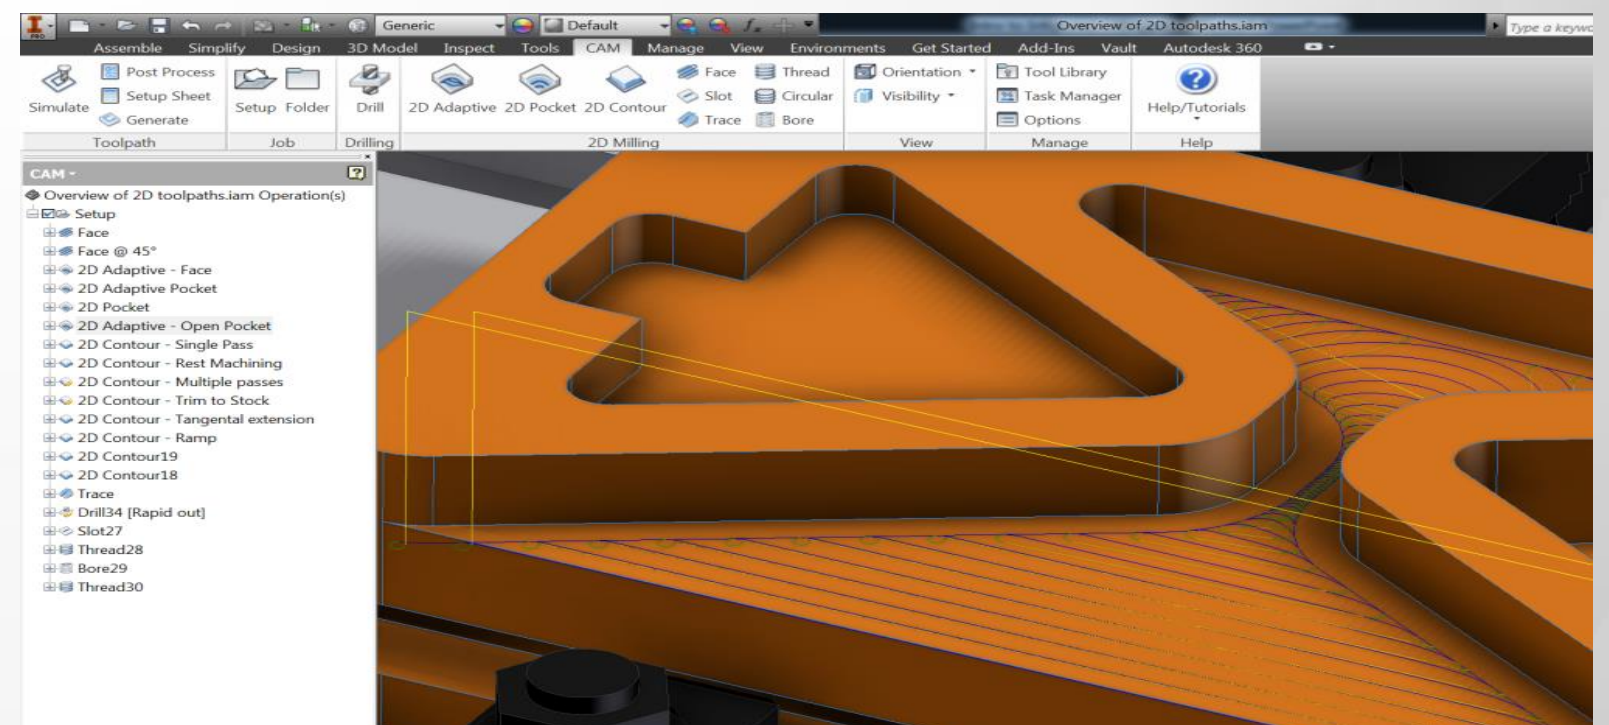 PRO
Generic
Default
Overview of 2D toolpaths.iam
Type a keywo
Assemble Simplify Design 3D Model Inspect Tools CAM Manage View Environments Get Started Add-Ins Vault Autodesk 360
Post Process
Setup Sheet
Generate
Simulate
Setup Folder
Drill
2D Adaptive 2D Pocket 2D Contour
Face Thread
Slot Circular
Trace Bore
Orientation
Visibility
Tool Library
Task Manager
Options
Help/Tutorials
Toolpath Job Drilling 2D Milling View Manage Help
CAM
Overview of 2D toolpaths.iam Operation(s)
Setup
Face
Face @ 45°
2D Adaptive - Face
2D Adaptive Pocket
2D Pocket
2D Adaptive - Open Pocket
2D Contour - Single Pass
2D Contour - Rest Machining
2D Contour - Multiple passes
2D Contour - Trim to Stock
2D Contour - Tangental extension
2D Contour - Ramp
2D Contour19
2D Contour18
Trace
Drill34 [Rapid out]
Slot27
Thread28
Bore29
Thread30